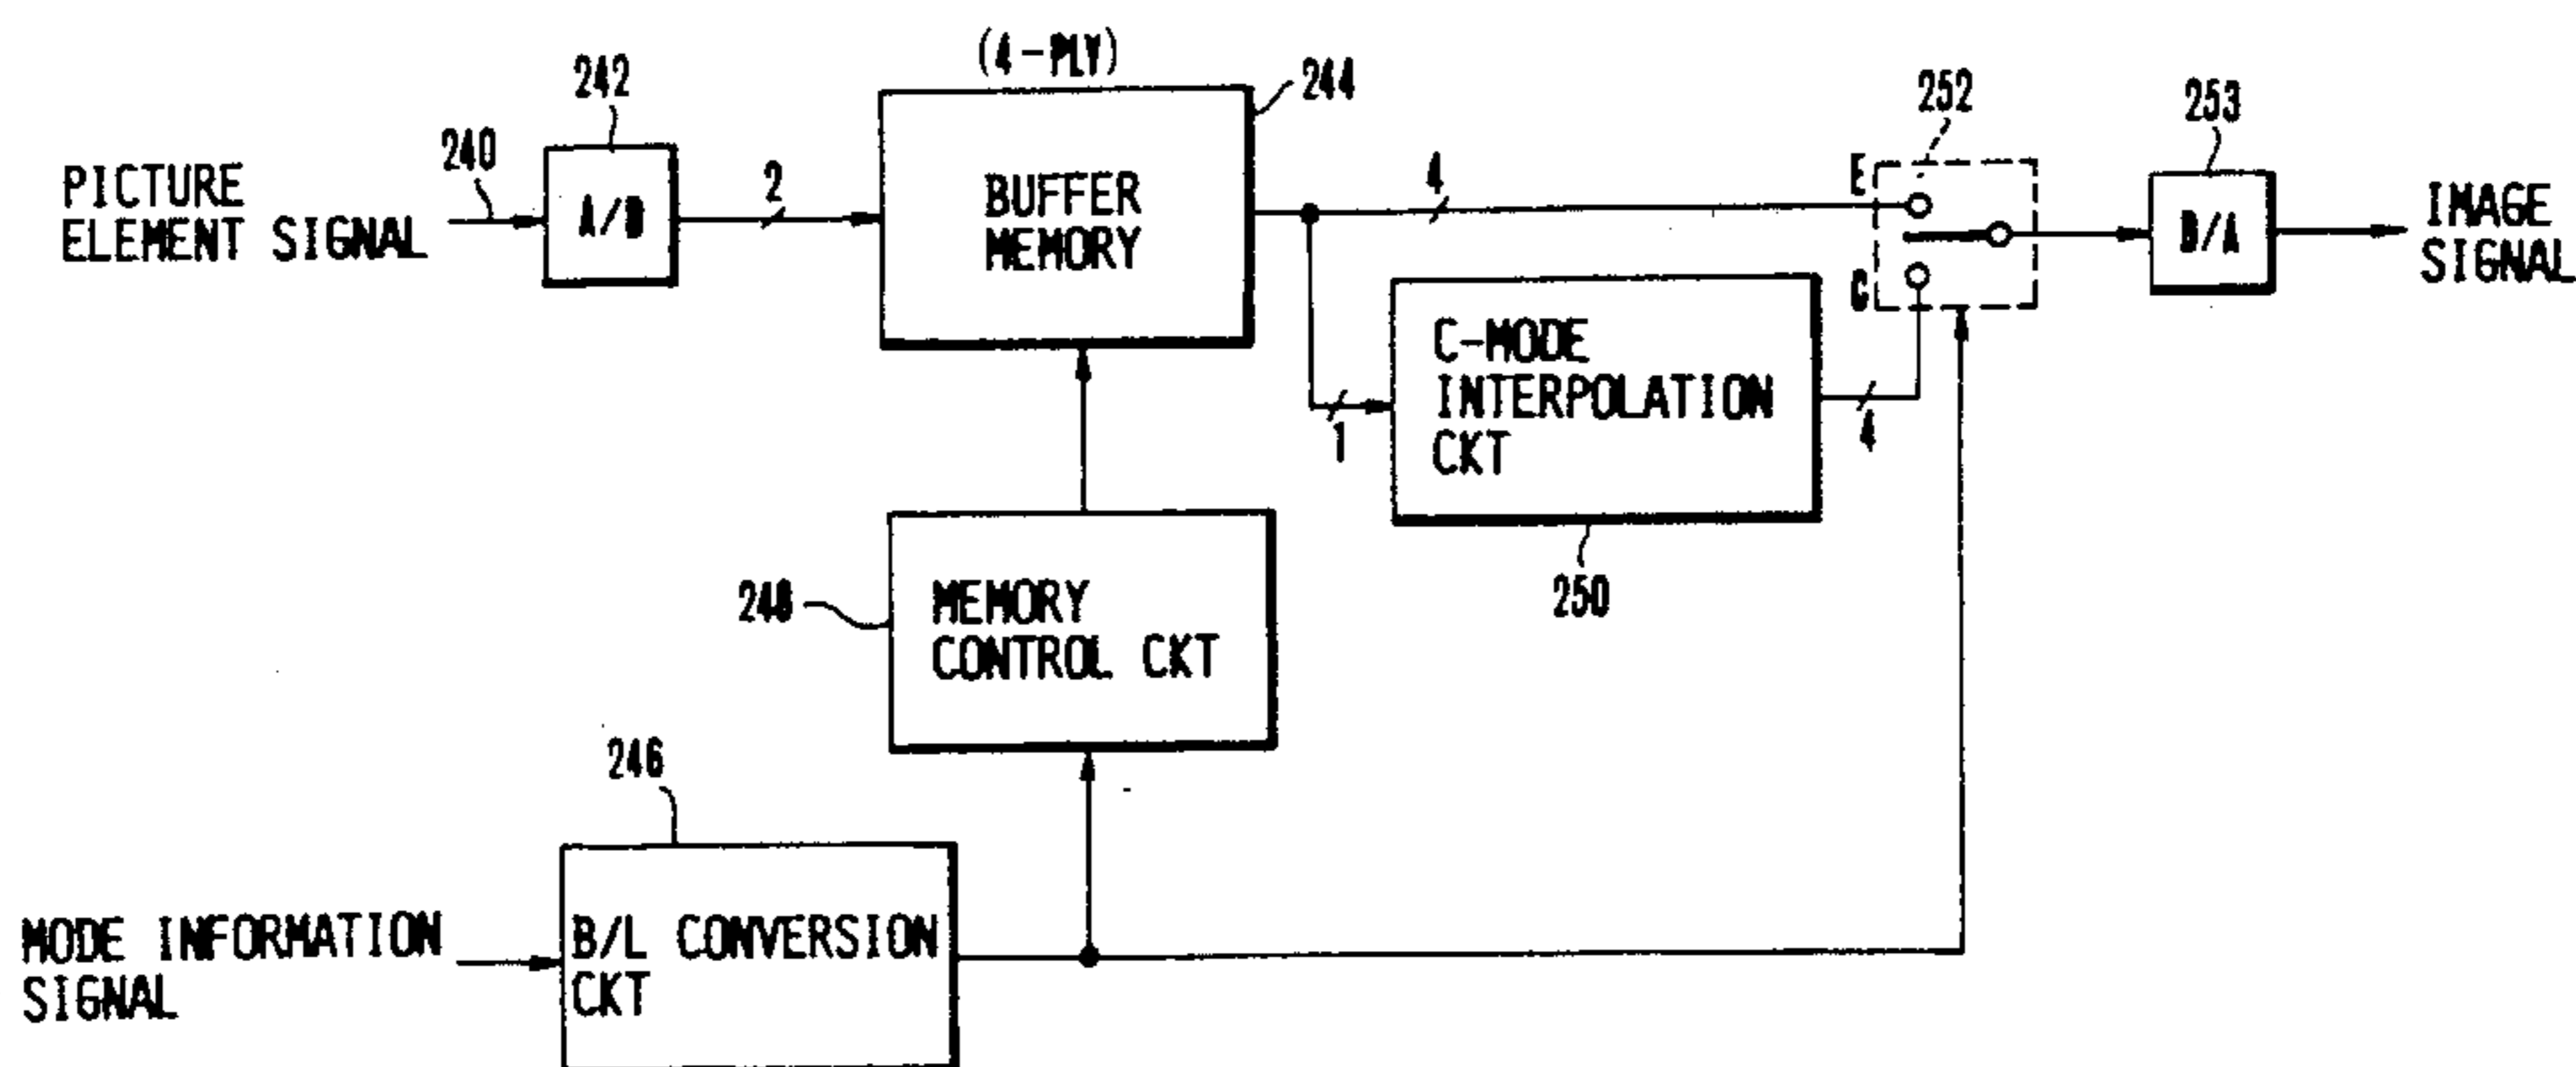 (4-PLY)
242
244
252
253
240
2
4
E
PICTURE
ELEMENT SIGNAL
A/D
BUFFER
MEMORY
D/A
IMAGE
SIGNAL
C
C-MODE
INTERPOLATION
CKT
1
4
250
248
MEMORY
CONTROL CKT
246
MODE INFORMATION
SIGNAL
B/L CONVERSION
CKT